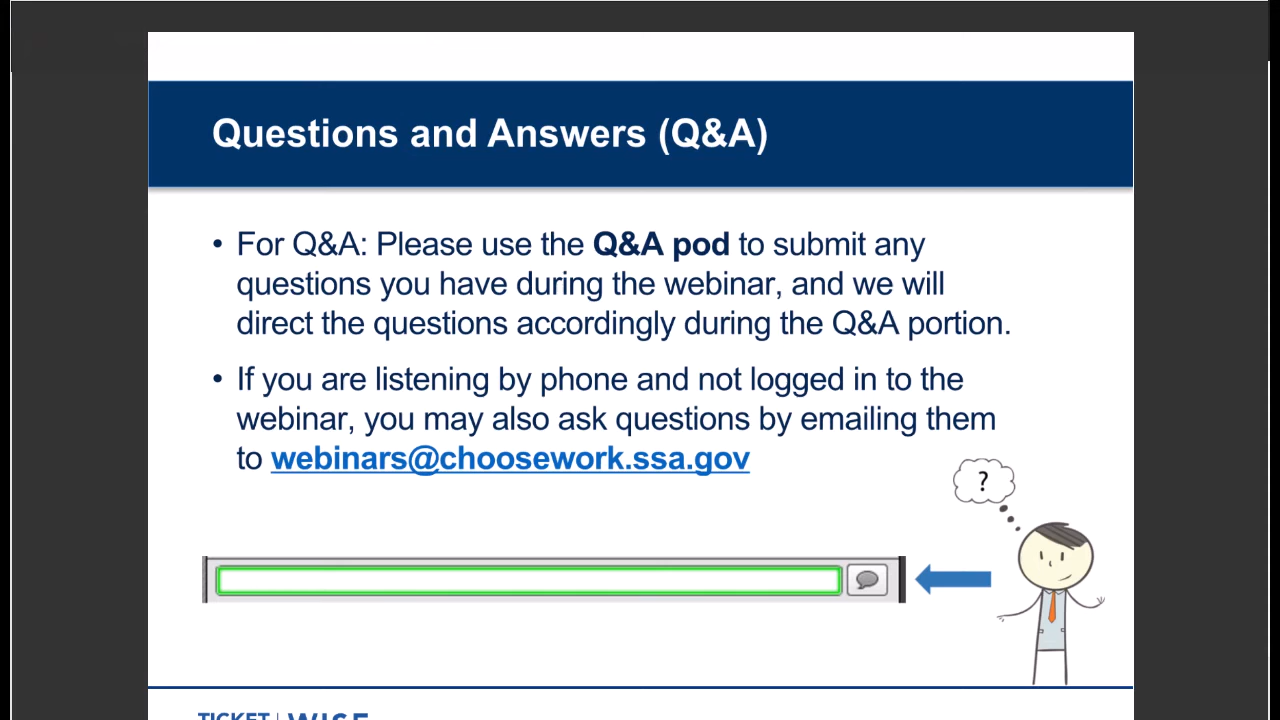 Questions and Answers (Q&A)
• For Q&A: Please use the Q&A pod to submit any
questions you have during the webinar, and we will
direct the questions accordingly during the Q&A portion.
• If you are listening by phone and not logged in to the
webinar, you may also ask questions by emailing them
to webinars@choosework.ssa.gov
?
TICKET | WISE